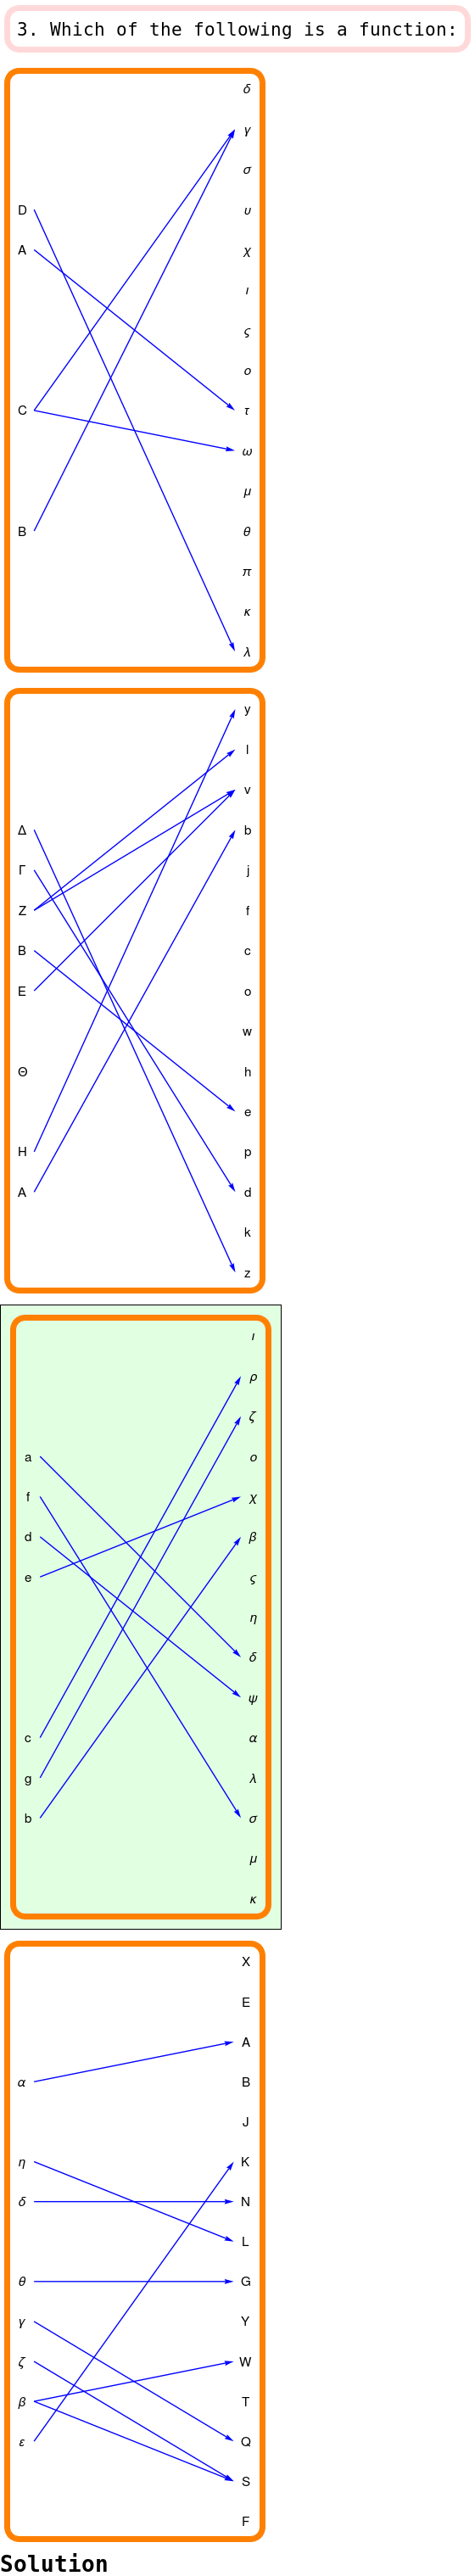 3. Which of the following is a function:
δ
γ
σ
D υ
A χ
ι
ς
ο
C τ
ω
μ
B θ
π
κ
λ
y
l
v
Δ b
Γ j
Z f
B c
E o
w
Θ h
e
H p
A d
k
z
ι
ρ
ζ
a ο
f χ
d β
e ς
η
δ
ψ
c α
g λ
b σ
μ
κ
X
E
A
α B
J
η K
δ N
L
θ G
γ Y
ζ W
β T
ε Q
S
F
Solution